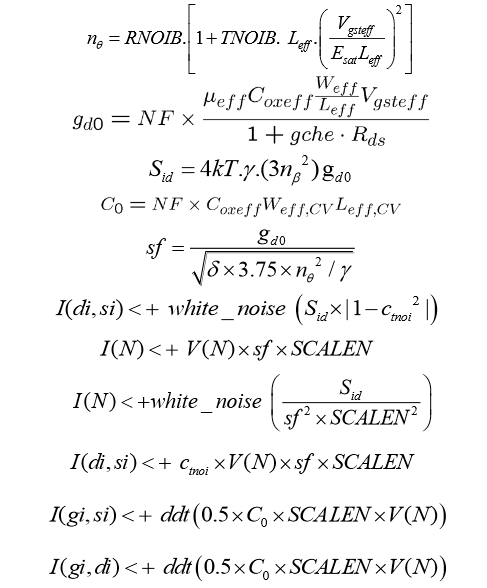 n_θ = RNOIB.[1 + TNOIB. L_eff.(V_gsteff / (E_sat L_eff))^2]
g_d0 = NF × (μ_eff C_oxeff (W_eff / L_eff) V_gsteff) / (1 + gche · R_ds)
S_id = 4kT.γ.(3n_β^2)g_d0
C_0 = NF × C_oxeff W_eff,CV L_eff,CV
sf = g_d0 / √(δ × 3.75 × n_θ^2 / γ)
I(di, si) <+ white_noise (S_id × |1 − c_tnoi^2|)
I(N) <+ V(N) × sf × SCALEN
I(N) <+ white_noise (S_id / (sf^2 × SCALEN^2))
I(di, si) <+ c_tnoi × V(N) × sf × SCALEN
I(gi, si) <+ ddt(0.5 × C_0 × SCALEN × V(N))
I(gi, di) <+ ddt(0.5 × C_0 × SCALEN × V(N))